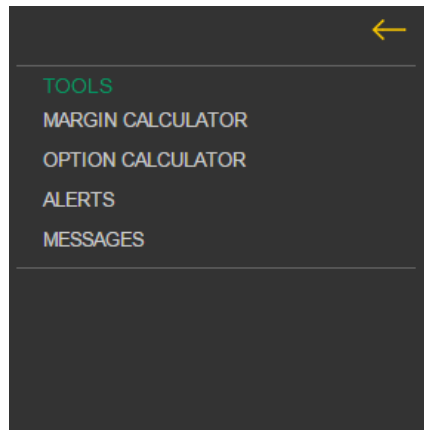 TOOLS
MARGIN CALCULATOR
OPTION CALCULATOR
ALERTS
MESSAGES